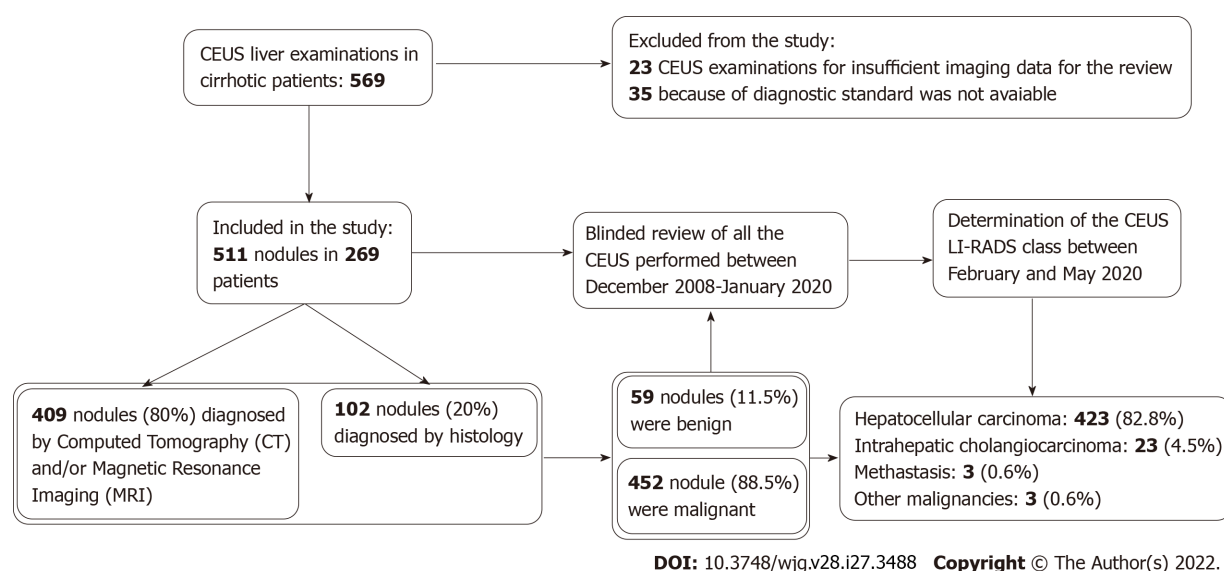 CEUS liver examinations in
cirrhotic patients: 569
Excluded from the study:
23 CEUS examinations for insufficient imaging data for the review
35 because of diagnostic standard was not avaiable
Included in the study:
511 nodules in 269
patients
Blinded review of all the
CEUS performed between
December 2008-January 2020
Determination of the CEUS
LI-RADS class between
February and May 2020
409 nodules (80%) diagnosed
by Computed Tomography (CT)
and/or Magnetic Resonance
Imaging (MRI)
102 nodules (20%)
diagnosed by histology
59 nodules (11.5%)
were benign
452 nodule (88.5%)
were malignant
Hepatocellular carcinoma: 423 (82.8%)
Intrahepatic cholangiocarcinoma: 23 (4.5%)
Methastasis: 3 (0.6%)
Other malignancies: 3 (0.6%)
DOI: 10.3748/wjg.v28.i27.3488 Copyright © The Author(s) 2022.